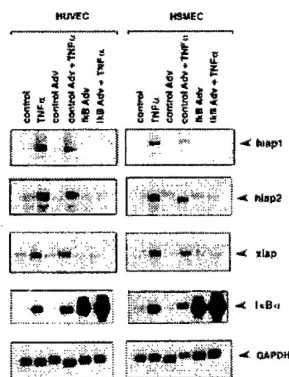 HUVEC HSMEC
control TNFα control Adv control Adv + TNFα IkB Adv IkB Adv + TNFα control TNFα control Adv control Adv + TNFα IkB Adv IkB Adv + TNFα
hiap1
hiap2
xiap
IκBα
GAPDH